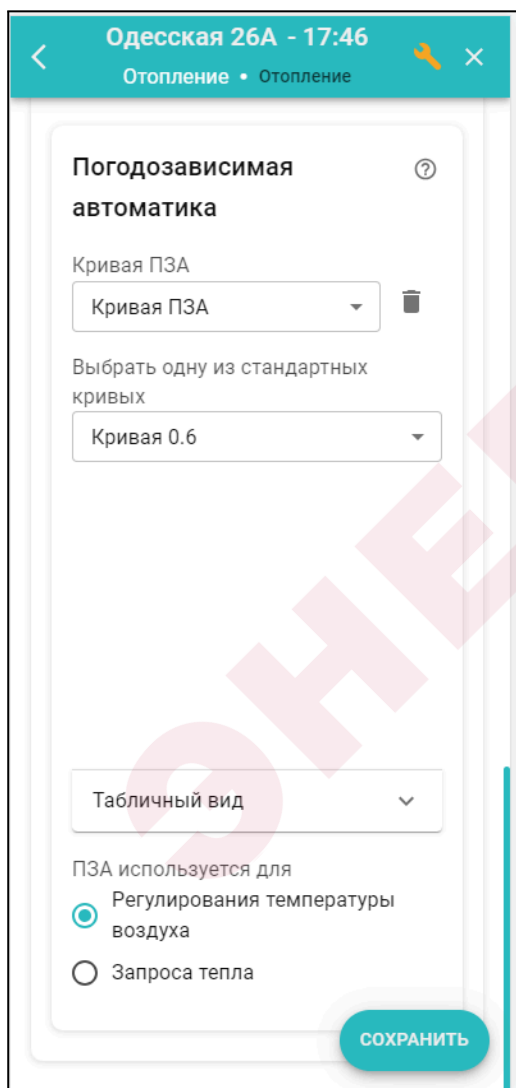 Одесская 26А - 17:46
Отопление • Отопление
Погодозависимая
автоматика
Кривая ПЗА
Кривая ПЗА
Выбрать одну из стандартных
кривых
Кривая 0.6
Табличный вид
ПЗА используется для
Регулирования температуры
воздуха
Запроса тепла
СОХРАНИТЬ